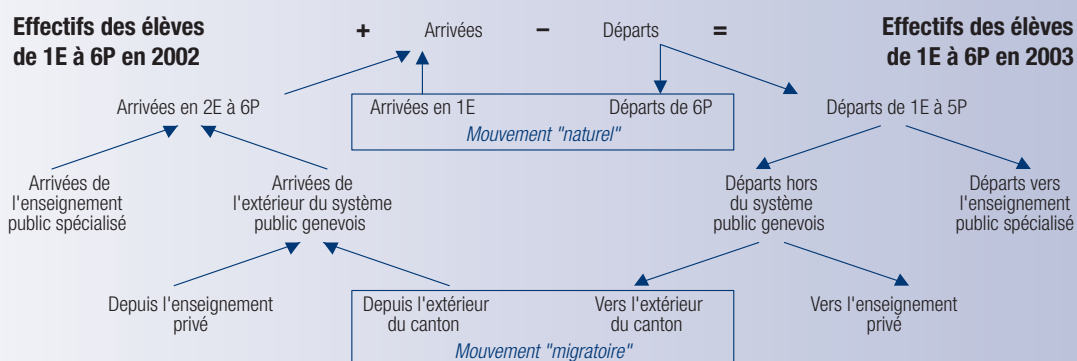 Effectifs des élèves
de 1E à 6P en 2002
+ Arrivées − Départs =
Effectifs des élèves
de 1E à 6P en 2003
Arrivées en 2E à 6P
Arrivées en 1E
Départs de 6P
Départs de 1E à 5P
Mouvement "naturel"
Arrivées de
l'enseignement
public spécialisé
Arrivées de
l'extérieur du système
public genevois
Départs hors
du système
public genevois
Départs vers
l'enseignement
public spécialisé
Depuis l'enseignement
privé
Depuis l'extérieur
du canton
Vers l'extérieur
du canton
Vers l'enseignement
privé
Mouvement "migratoire"